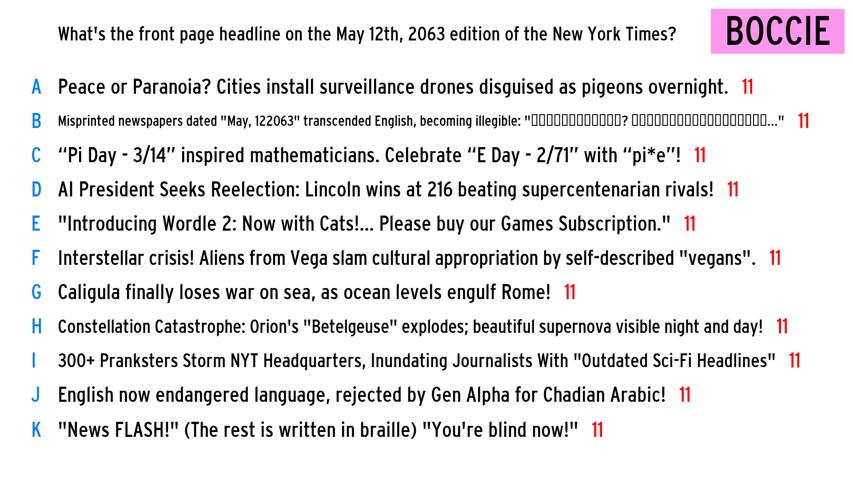 What's the front page headline on the May 12th, 2063 edition of the New York Times?
BOCCIE
A Peace or Paranoia? Cities install surveillance drones disguised as pigeons overnight. 11
B Misprinted newspapers dated "May, 122063" transcended English, becoming illegible: "▯▯▯▯▯▯▯▯▯▯▯▯? ▯▯▯▯▯▯▯▯▯▯▯▯▯▯▯▯▯▯..." 11
C “Pi Day - 3/14” inspired mathematicians. Celebrate “E Day - 2/71” with “pi*e”! 11
D AI President Seeks Reelection: Lincoln wins at 216 beating supercentenarian rivals! 11
E "Introducing Wordle 2: Now with Cats!... Please buy our Games Subscription." 11
F Interstellar crisis! Aliens from Vega slam cultural appropriation by self-described "vegans". 11
G Caligula finally loses war on sea, as ocean levels engulf Rome! 11
H Constellation Catastrophe: Orion's "Betelgeuse" explodes; beautiful supernova visible night and day! 11
I 300+ Pranksters Storm NYT Headquarters, Inundating Journalists With "Outdated Sci-Fi Headlines" 11
J English now endangered language, rejected by Gen Alpha for Chadian Arabic! 11
K "News FLASH!" (The rest is written in braille) "You're blind now!" 11